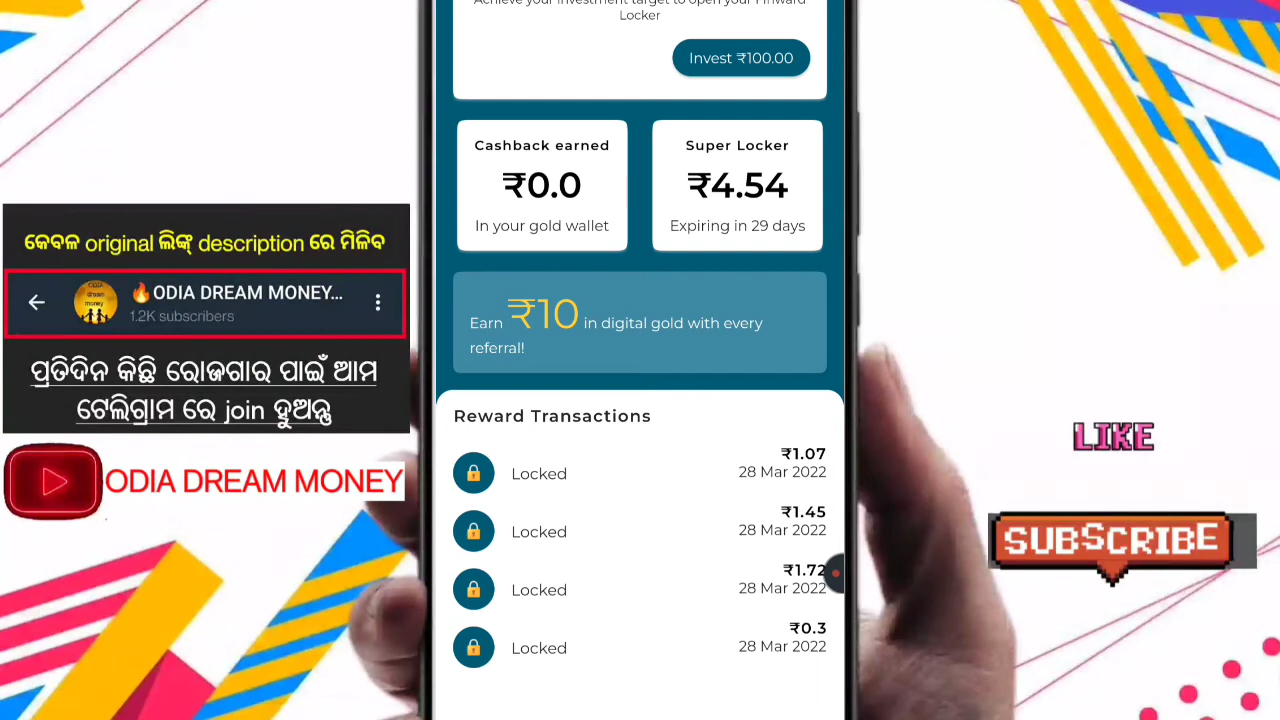 Achieve your investment target to open your Finward
Locker
Invest ₹100.00
Cashback earned
₹0.0
In your gold wallet
Super Locker
₹4.54
Expiring in 29 days
Earn ₹10 in digital gold with every
referral!
Reward Transactions
Locked
₹1.07
28 Mar 2022
Locked
₹1.45
28 Mar 2022
Locked
₹1.72
28 Mar 2022
Locked
₹0.3
28 Mar 2022
କେବଳ original ଲିଙ୍କ୍ description ରେ ମିଳିବ
ODIA
dream
money
🔥ODIA DREAM MONEY...
1.2K subscribers
ପ୍ରତିଦିନ କିଛି ରୋଜଗାର ପାଇଁ ଆମ
ଟେଲିଗ୍ରାମ ରେ join ହୁଅନ୍ତୁ
ODIA DREAM MONEY
LIKE
SUBSCRIBE